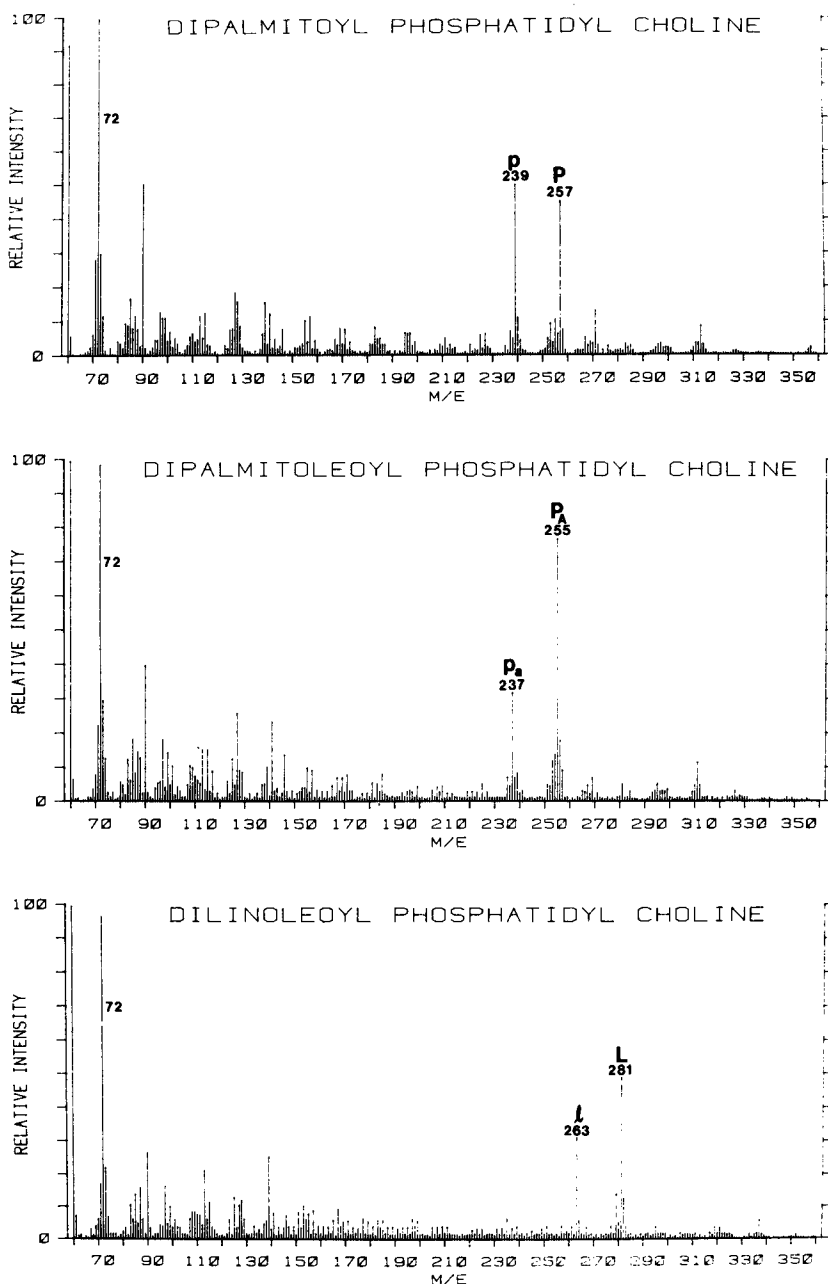 DIPALMITOYL PHOSPHATIDYL CHOLINE
100
RELATIVE INTENSITY
72
p
239
P
257
0
70 90 110 130 150 170 190 210 230 250 270 290 310 330 350
M/E
DIPALMITOLEOYL PHOSPHATIDYL CHOLINE
100
RELATIVE INTENSITY
72
PA
255
pa
237
0
70 90 110 130 150 170 190 210 230 250 270 290 310 330 350
M/E
DILINOLEOYL PHOSPHATIDYL CHOLINE
100
RELATIVE INTENSITY
72
L
281
ℓ
263
0
70 90 110 130 150 170 190 210 230 250 270 290 310 330 350
M/E